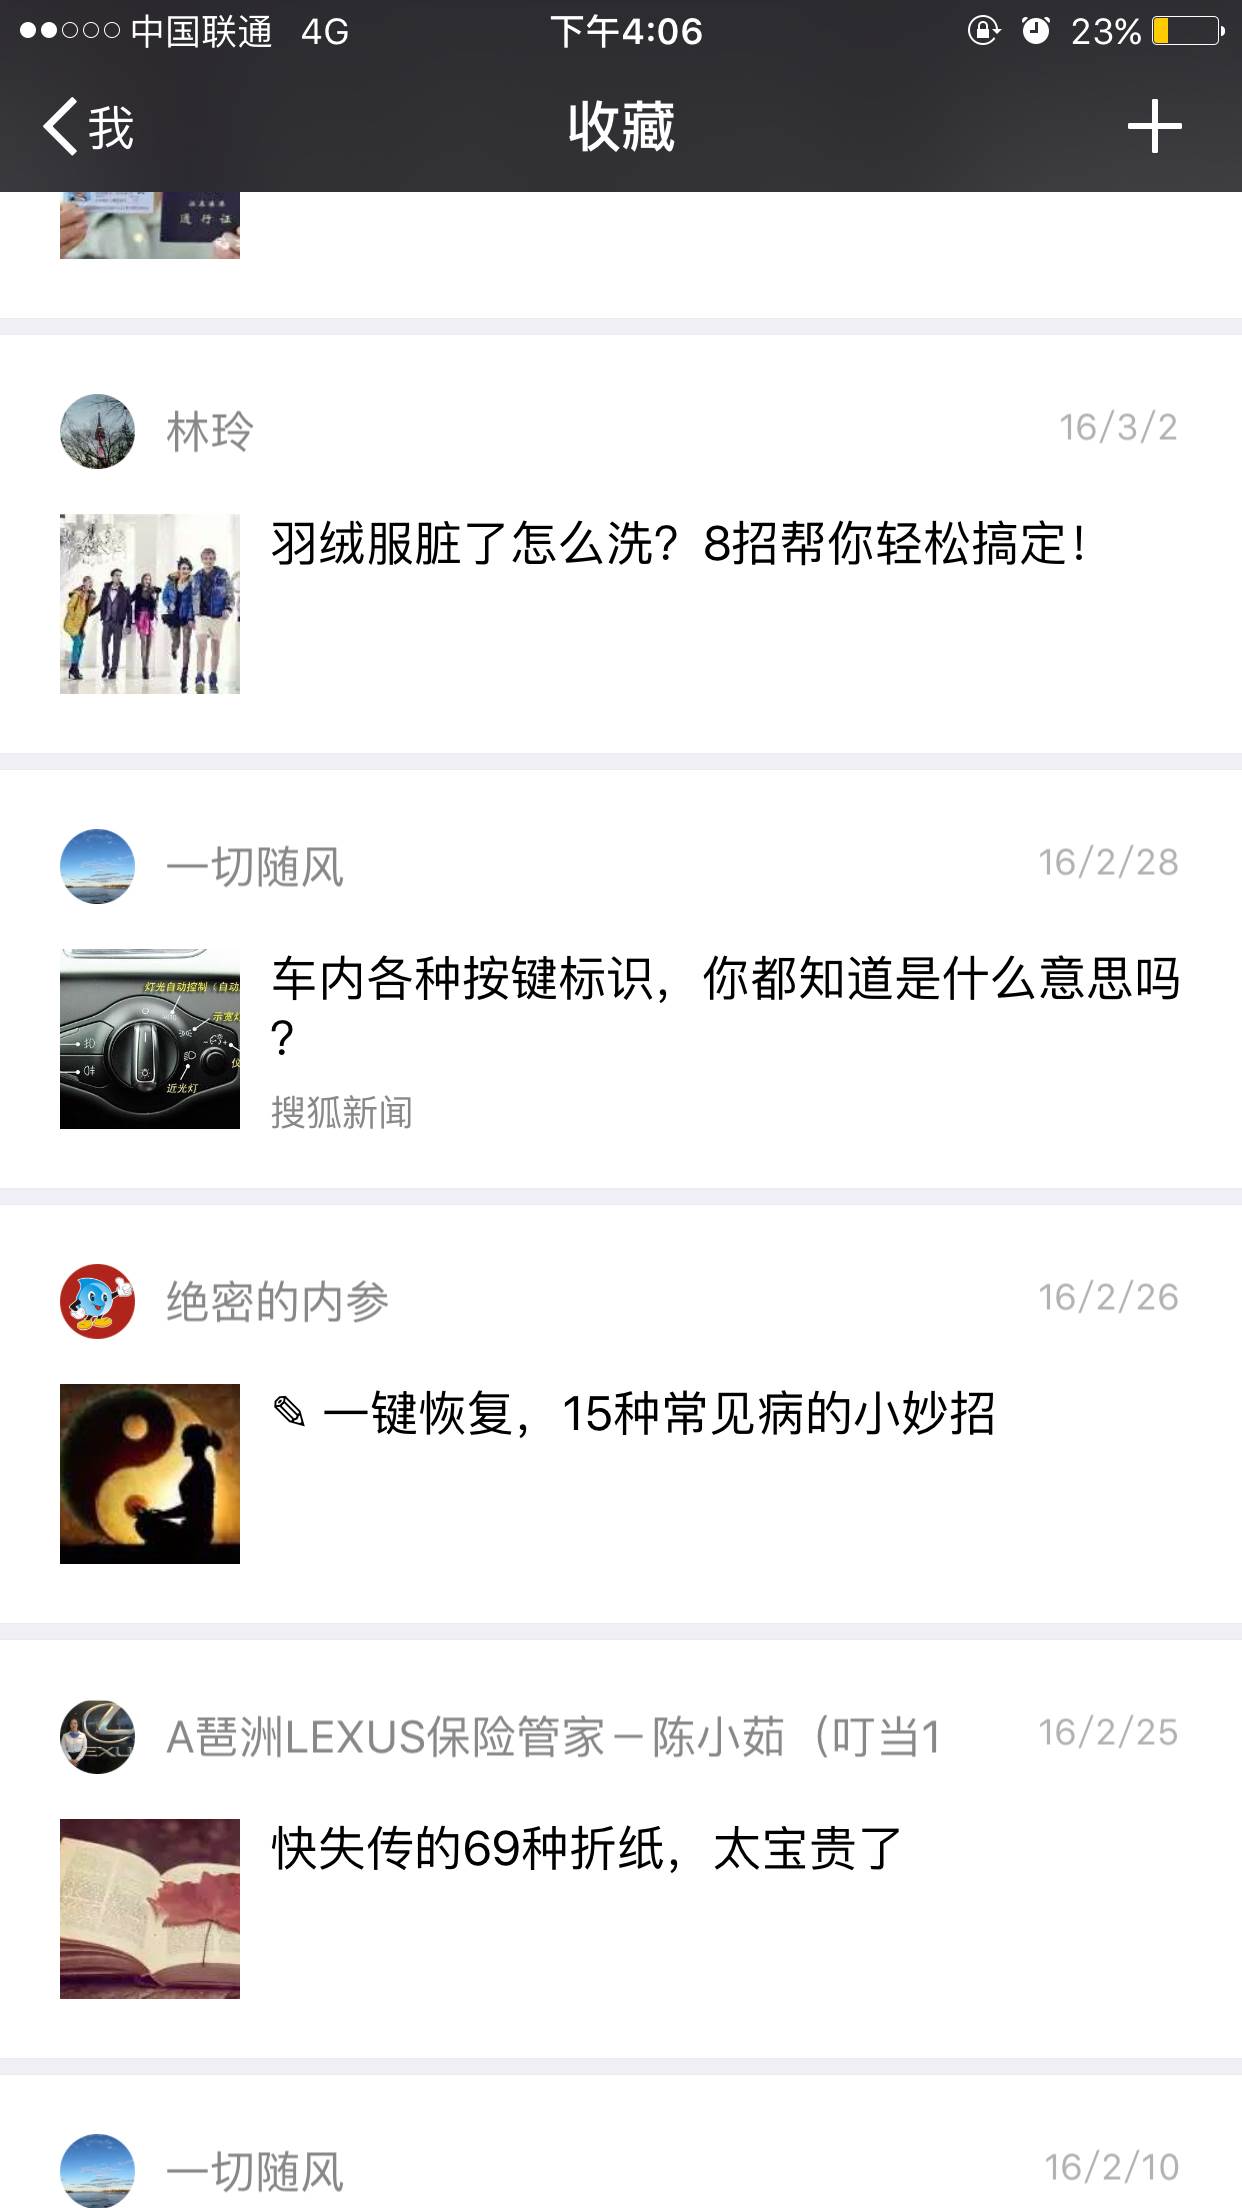 中国联通 4G 下午4:06 23%
我 收藏
通行证
林玲 16/3/2
羽绒服脏了怎么洗？8招帮你轻松搞定！
一切随风 16/2/28
车内各种按键标识，你都知道是什么意思吗
？
灯光自动控制（自动
示宽灯
近光灯
搜狐新闻
绝密的内参 16/2/26
✎ 一键恢复，15种常见病的小妙招
A琶洲LEXUS保险管家－陈小茹（叮当1 16/2/25
快失传的69种折纸，太宝贵了
一切随风 16/2/10